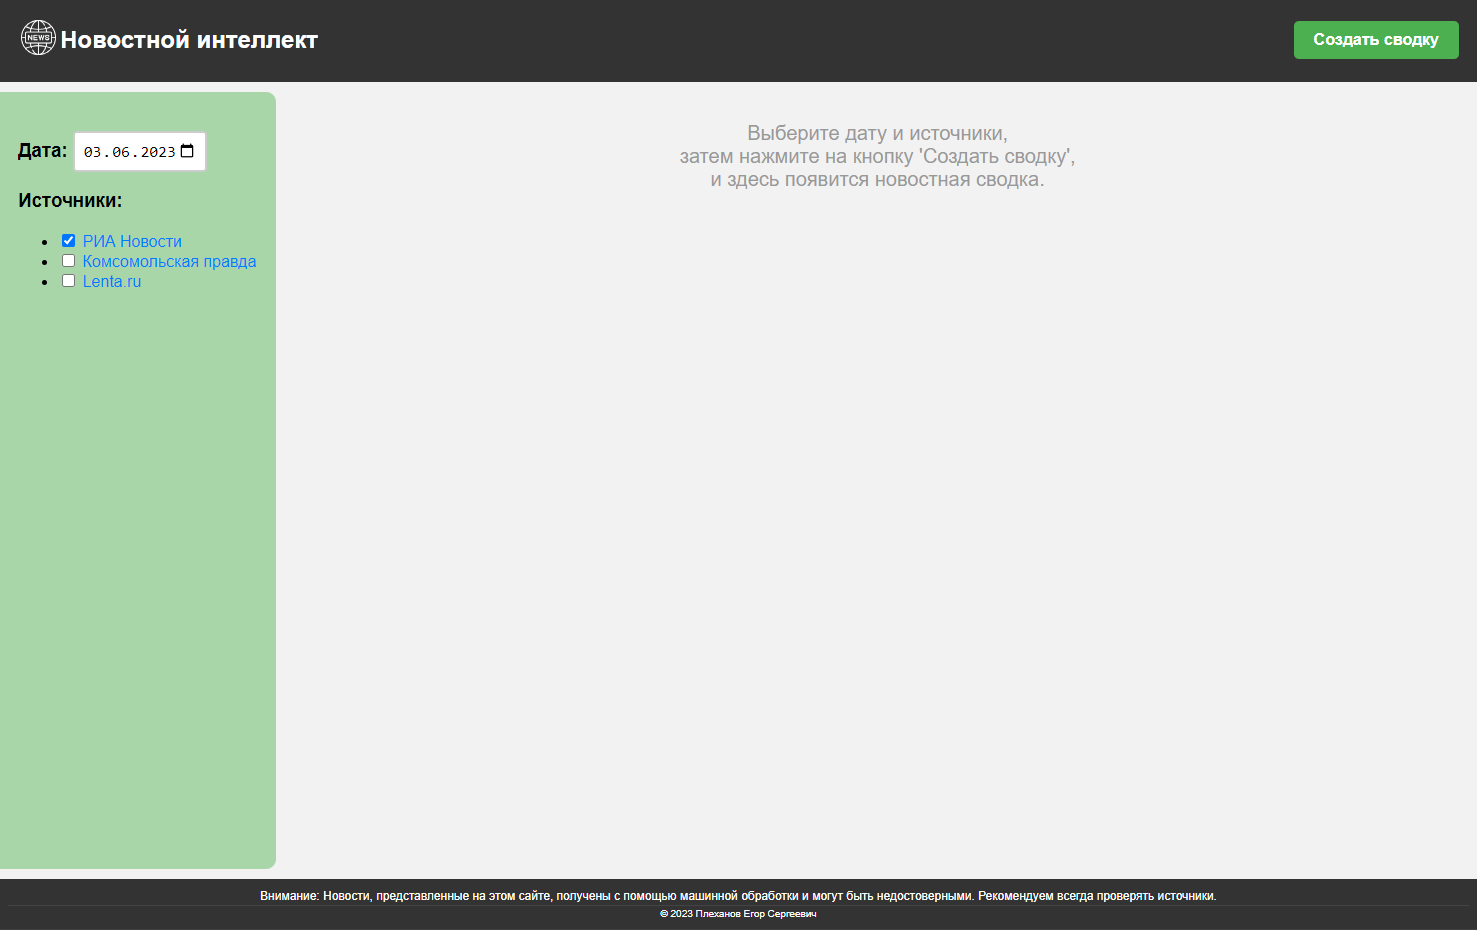 NEWS
Новостной интеллект
Создать сводку
Дата: 03.06.2023
Источники:
РИА Новости
Комсомольская правда
Lenta.ru
Выберите дату и источники,
затем нажмите на кнопку 'Создать сводку',
и здесь появится новостная сводка.
Внимание: Новости, представленные на этом сайте, получены с помощью машинной обработки и могут быть недостоверными. Рекомендуем всегда проверять источники.
© 2023 Плеханов Егор Сергеевич